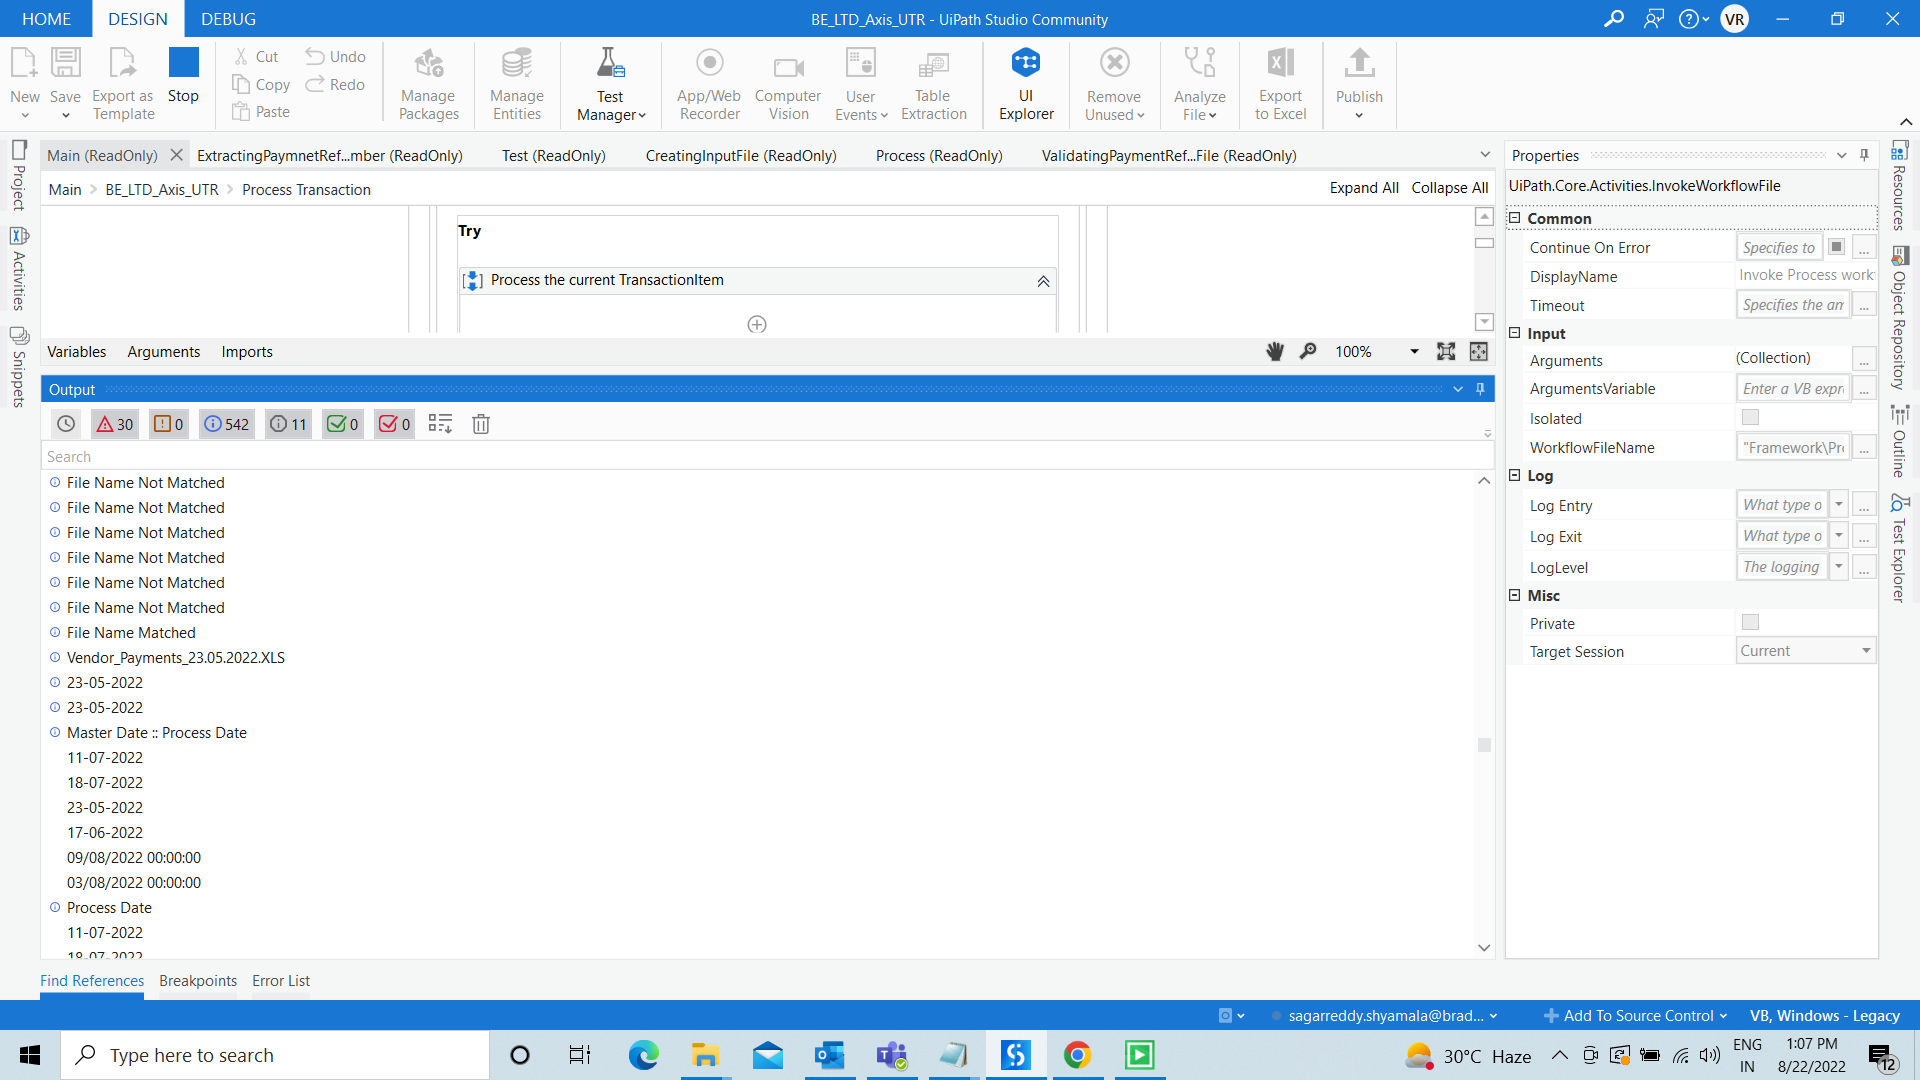 HOME DESIGN DEBUG BE_LTD_Axis_UTR - UiPath Studio Community VR
New Save Export as Template Stop Cut Copy Paste Undo Redo Manage Packages Manage Entities Test Manager App/Web Recorder Computer Vision User Events Table Extraction UI Explorer Remove Unused Analyze File Export to Excel Publish
Project
Activities
Snippets
Main (ReadOnly) ExtractingPaymnetRef...mber (ReadOnly) Test (ReadOnly) CreatingInputFile (ReadOnly) Process (ReadOnly) ValidatingPaymentRef...File (ReadOnly)
Main BE_LTD_Axis_UTR Process Transaction Expand All Collapse All
Try
Process the current TransactionItem
Variables Arguments Imports 100%
Output
30 0 542 11 0 0
Search
File Name Not Matched
File Name Not Matched
File Name Not Matched
File Name Not Matched
File Name Not Matched
File Name Not Matched
File Name Matched
Vendor_Payments_23.05.2022.XLS
23-05-2022
23-05-2022
Master Date :: Process Date
11-07-2022
18-07-2022
23-05-2022
17-06-2022
09/08/2022 00:00:00
03/08/2022 00:00:00
Process Date
11-07-2022
18-07-2022
Find References Breakpoints Error List
Properties
UiPath.Core.Activities.InvokeWorkflowFile
Common
Continue On Error Specifies to ...
DisplayName Invoke Process work
Timeout Specifies the am ...
Input
Arguments (Collection) ...
ArgumentsVariable Enter a VB expr ...
Isolated
WorkflowFileName "Framework\Pro ...
Log
Log Entry What type o ...
Log Exit What type o ...
LogLevel The logging ...
Misc
Private
Target Session Current
Resources
Object Repository
Outline
Test Explorer
sagarreddy.shyamala@brad... Add To Source Control VB, Windows - Legacy
Type here to search 30°C Haze ENG IN 1:07 PM 8/22/2022 12